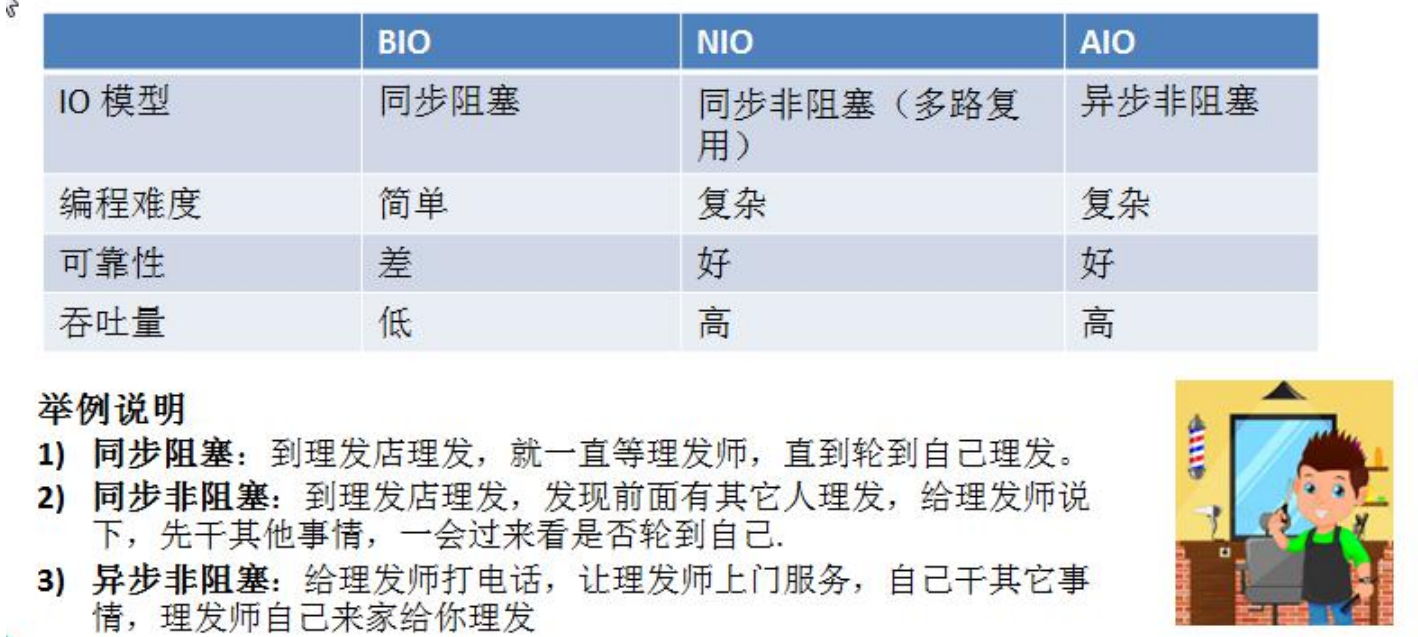 BIO NIO AIO
IO 模型 同步阻塞 同步非阻塞（多路复用） 异步非阻塞
编程难度 简单 复杂 复杂
可靠性 差 好 好
吞吐量 低 高 高
举例说明
1) 同步阻塞：到理发店理发，就一直等理发师，直到轮到自己理发。
2) 同步非阻塞：到理发店理发，发现前面有其它人理发，给理发师说
下，先干其他事情，一会过来看是否轮到自己.
3) 异步非阻塞：给理发师打电话，让理发师上门服务，自己干其它事
情，理发师自己来家给你理发